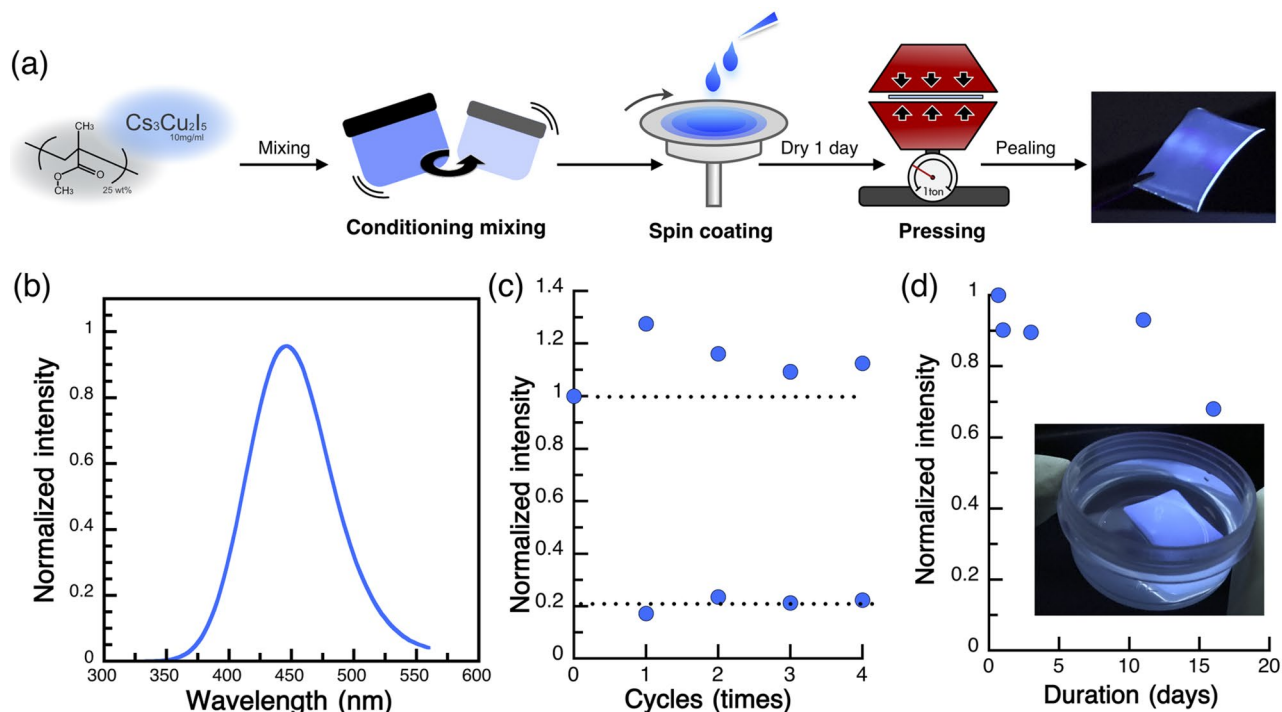 (a)
Cs3Cu2I5
10mg/ml
CH3
O
O
CH3
25 wt%
Mixing
Conditioning mixing
Spin coating
Dry 1 day
1ton
Pressing
Pealing
(b)
Normalized intensity
1
0.8
0.6
0.4
0.2
0
300 350 400 450 500 550 600
Wavelength (nm)
(c)
Normalized intensity
1.4
1.2
1
0.8
0.6
0.4
0.2
0
0 1 2 3 4
Cycles (times)
(d)
Normalized intensity
1
0.8
0.6
0.4
0.2
0
0 5 10 15 20
Duration (days)